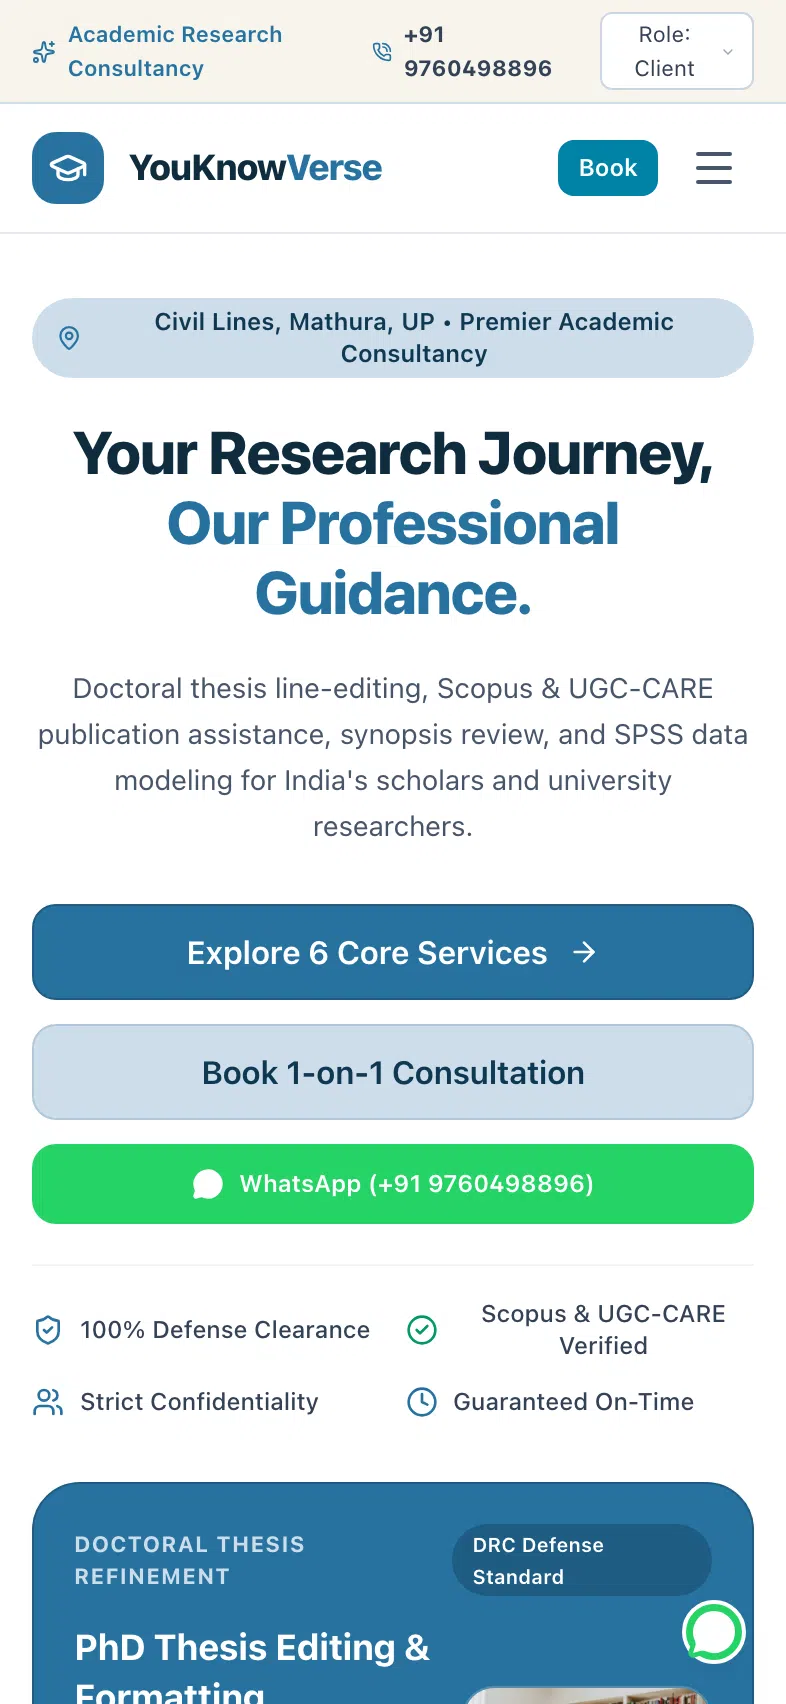 Academic Research
Consultancy
+91
9760498896
Role:
Client
YouKnowVerse
Book
Civil Lines, Mathura, UP • Premier Academic
Consultancy
Your Research Journey,
Our Professional
Guidance.
Doctoral thesis line-editing, Scopus & UGC-CARE
publication assistance, synopsis review, and SPSS data
modeling for India's scholars and university
researchers.
Explore 6 Core Services →
Book 1-on-1 Consultation
WhatsApp (+91 9760498896)
100% Defense Clearance
Scopus & UGC-CARE
Verified
Strict Confidentiality
Guaranteed On-Time
DOCTORAL THESIS
REFINEMENT
DRC Defense
Standard
PhD Thesis Editing &
Formatting